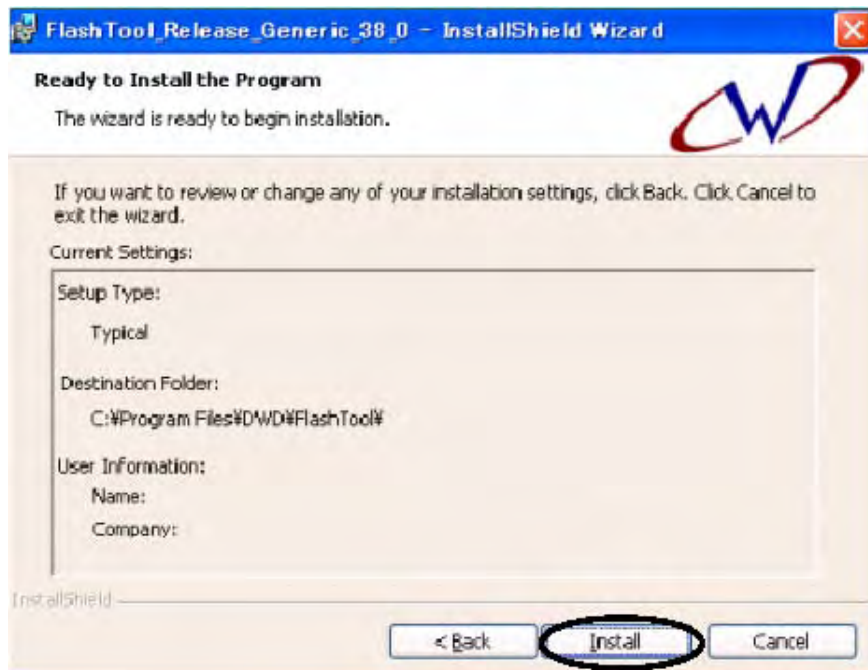 FlashTool_Release_Generic_38_0 - InstallShield Wizard
Ready to Install the Program
The wizard is ready to begin installation.
If you want to review or change any of your installation settings, click Back. Click Cancel to
exit the wizard.
Current Settings:
Setup Type:
Typical
Destination Folder:
C:¥Program Files¥DWD¥FlashTool¥
User Information:
Name:
Company:
InstallShield
< Back
Install
Cancel